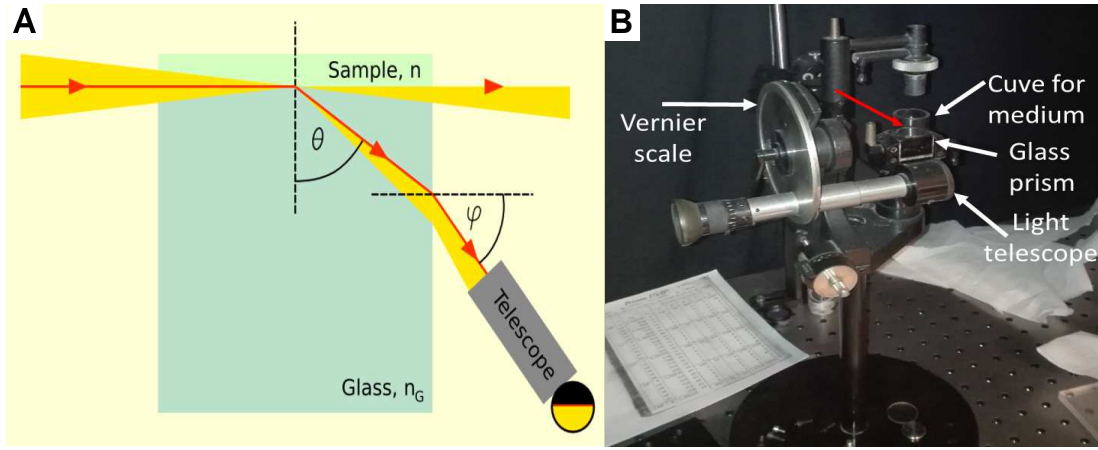 A
Sample, n
θ
φ
Telescope
Glass, nG
B
Vernier
scale
Cuve for
medium
Glass
prism
Light
telescope